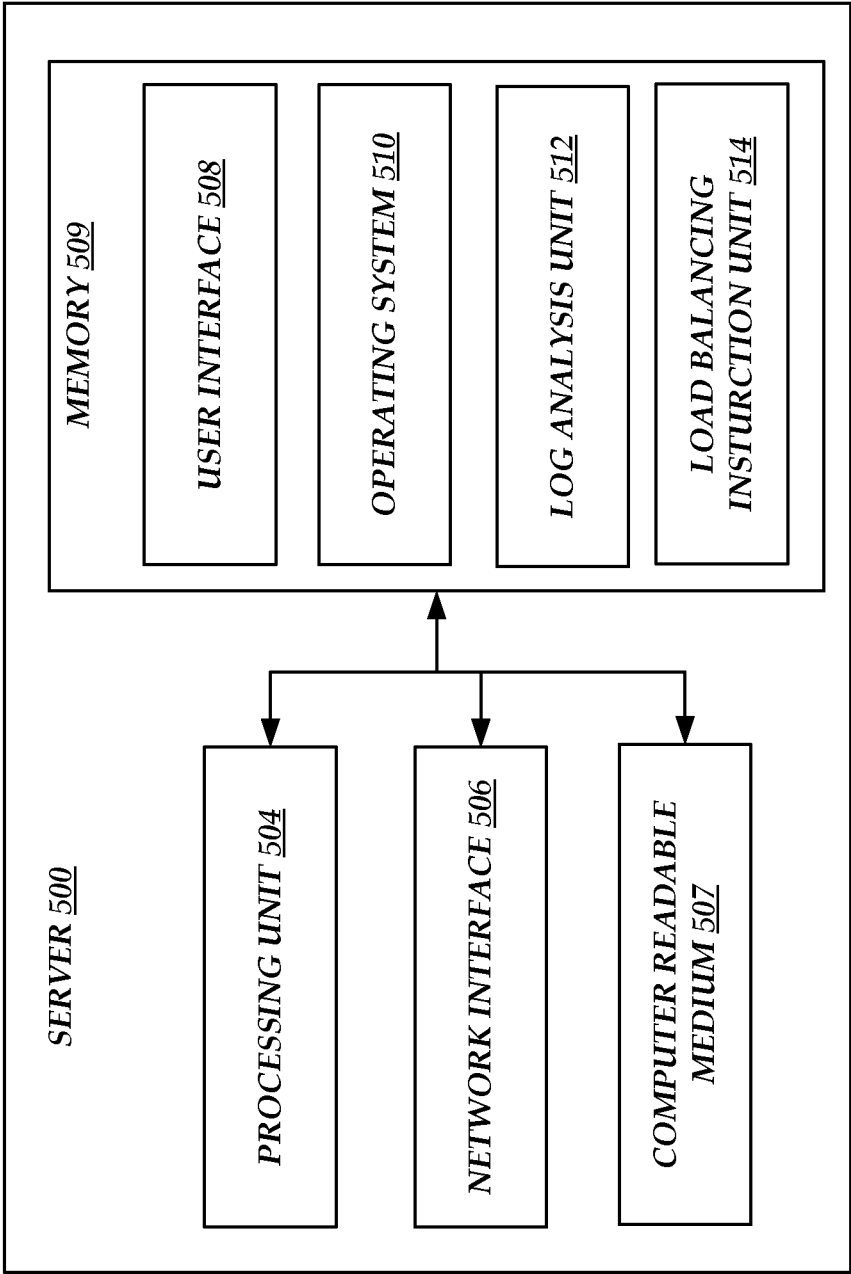 SERVER 500
PROCESSING UNIT 504
NETWORK INTERFACE 506
COMPUTER READABLE
MEDIUM 507
MEMORY 509
USER INTERFACE 508
OPERATING SYSTEM 510
LOG ANALYSIS UNIT 512
LOAD BALANCING
INSTURCTION UNIT 514